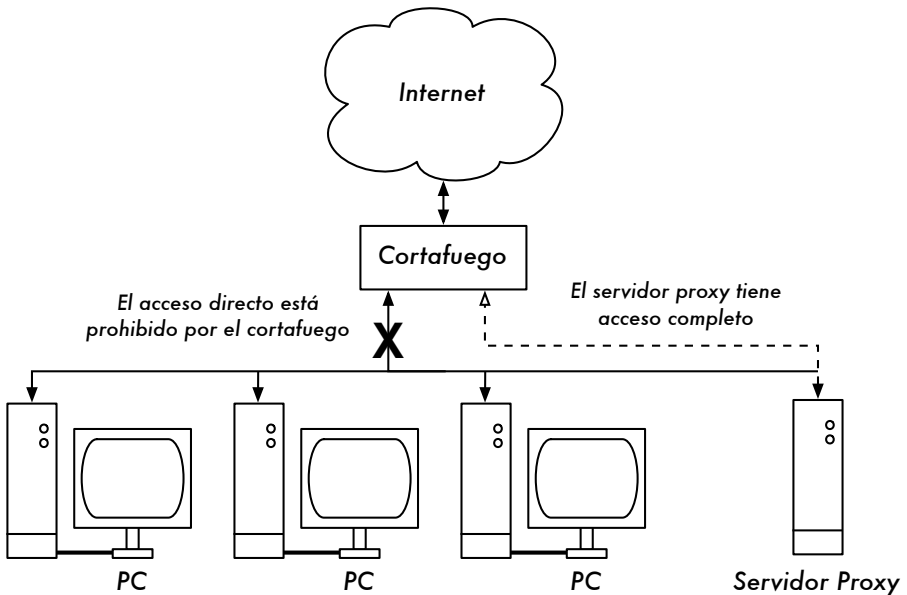 Internet
Cortafuego
El acceso directo está
prohibido por el cortafuego
El servidor proxy tiene
acceso completo
X
PC
PC
PC
Servidor Proxy